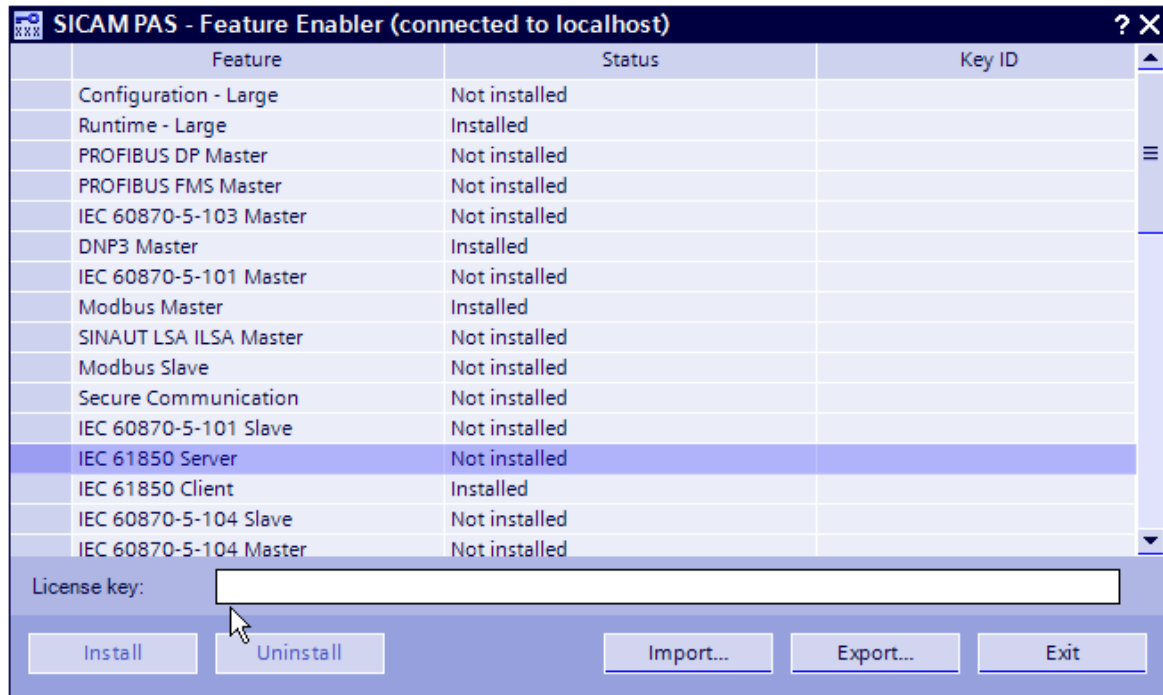 SICAM PAS - Feature Enabler (connected to localhost)
Feature Status Key ID
Configuration - Large Not installed
Runtime - Large Installed
PROFIBUS DP Master Not installed
PROFIBUS FMS Master Not installed
IEC 60870-5-103 Master Not installed
DNP3 Master Installed
IEC 60870-5-101 Master Not installed
Modbus Master Installed
SINAUT LSA ILSA Master Not installed
Modbus Slave Not installed
Secure Communication Not installed
IEC 60870-5-101 Slave Not installed
IEC 61850 Server Not installed
IEC 61850 Client Installed
IEC 60870-5-104 Slave Not installed
IEC 60870-5-104 Master Not installed
License key:
Install Uninstall Import... Export... Exit